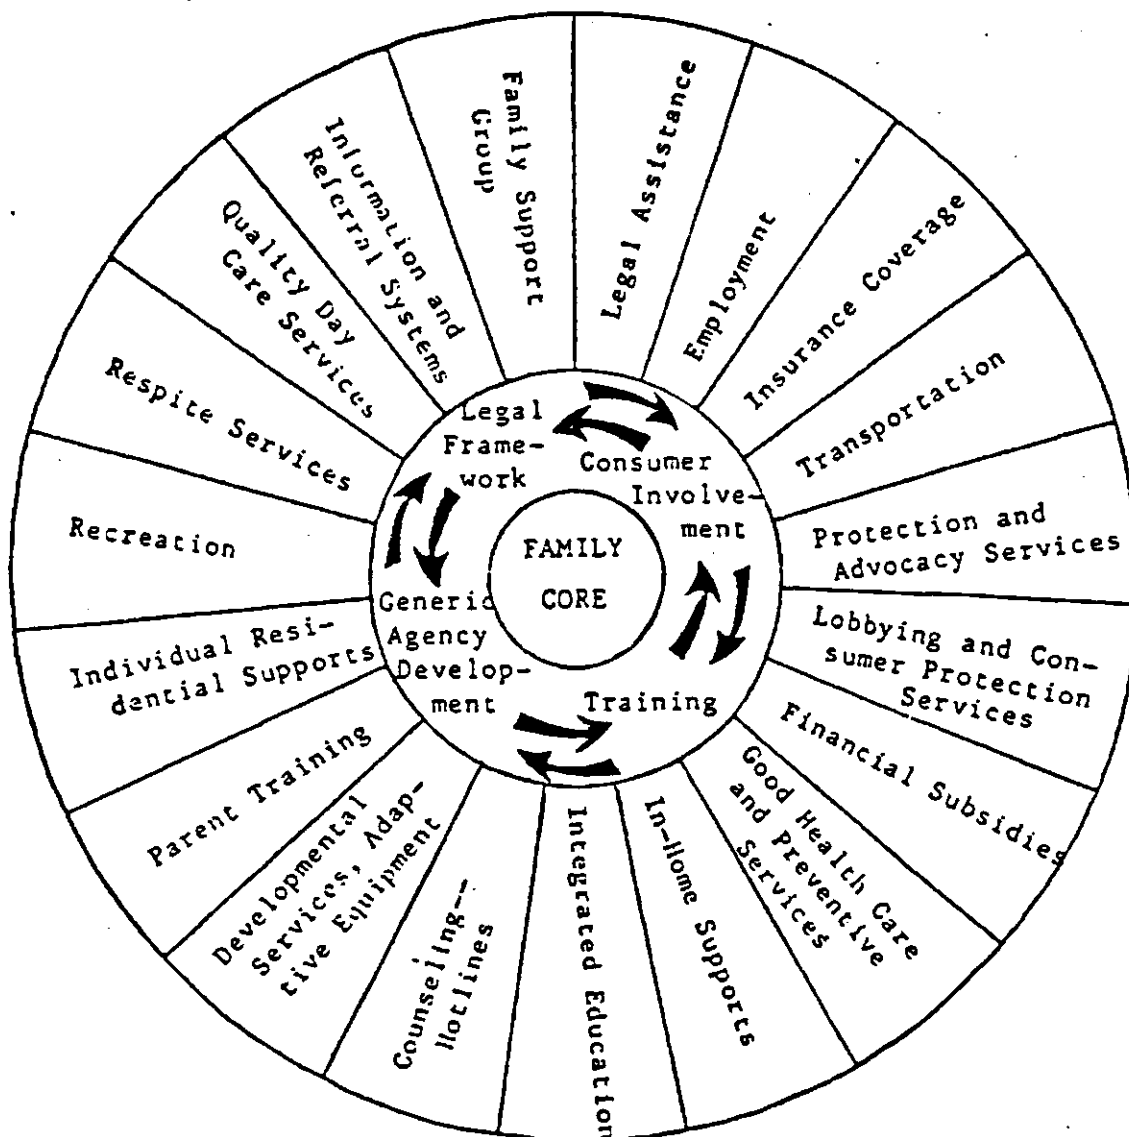 Legal Assistance
Employment
Insurance Coverage
Transportation
Protection and
Advocacy Services
Lobbying and Con-
sumer Protection
Services
Financial Subsidies
Good Health Care
and Preventive
Services
In-Home Supports
Integrated Education
Counseling--
Hotlines
Developmental
Services, Adap-
tive Equipment
Parent Training
Individual Resi-
dential Supports
Recreation
Respite Services
Quality Day
Care Services
Information and
Referral Systems
Family Support
Group
Legal
Frame-
work
Consumer
Involve-
ment
Training
Generic
Agency
Develop-
ment
FAMILY
CORE